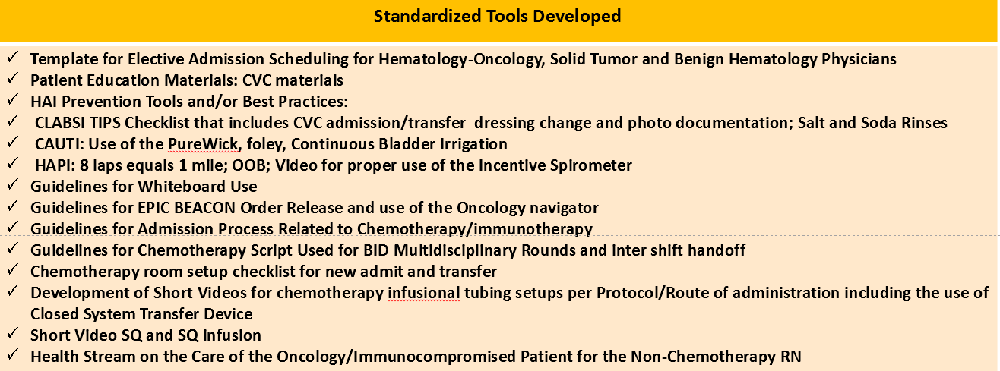 Standardized Tools Developed
✓ Template for Elective Admission Scheduling for Hematology-Oncology, Solid Tumor and Benign Hematology Physicians
✓ Patient Education Materials: CVC materials
✓ HAI Prevention Tools and/or Best Practices:
✓ CLABSI TIPS Checklist that includes CVC admission/transfer  dressing change and photo documentation; Salt and Soda Rinses
✓ CAUTI: Use of the PureWick, foley, Continuous Bladder Irrigation
✓ HAPI: 8 laps equals 1 mile; OOB; Video for proper use of the Incentive Spirometer
✓ Guidelines for Whiteboard Use
✓ Guidelines for EPIC BEACON Order Release and use of the Oncology navigator
✓ Guidelines for Admission Process Related to Chemotherapy/immunotherapy
✓ Guidelines for Chemotherapy Script Used for BID Multidisciplinary Rounds and inter shift handoff
✓ Chemotherapy room setup checklist for new admit and transfer
✓ Development of Short Videos for chemotherapy infusional tubing setups per Protocol/Route of administration including the use of
Closed System Transfer Device
✓ Short Video SQ and SQ infusion
✓ Health Stream on the Care of the Oncology/Immunocompromised Patient for the Non-Chemotherapy RN